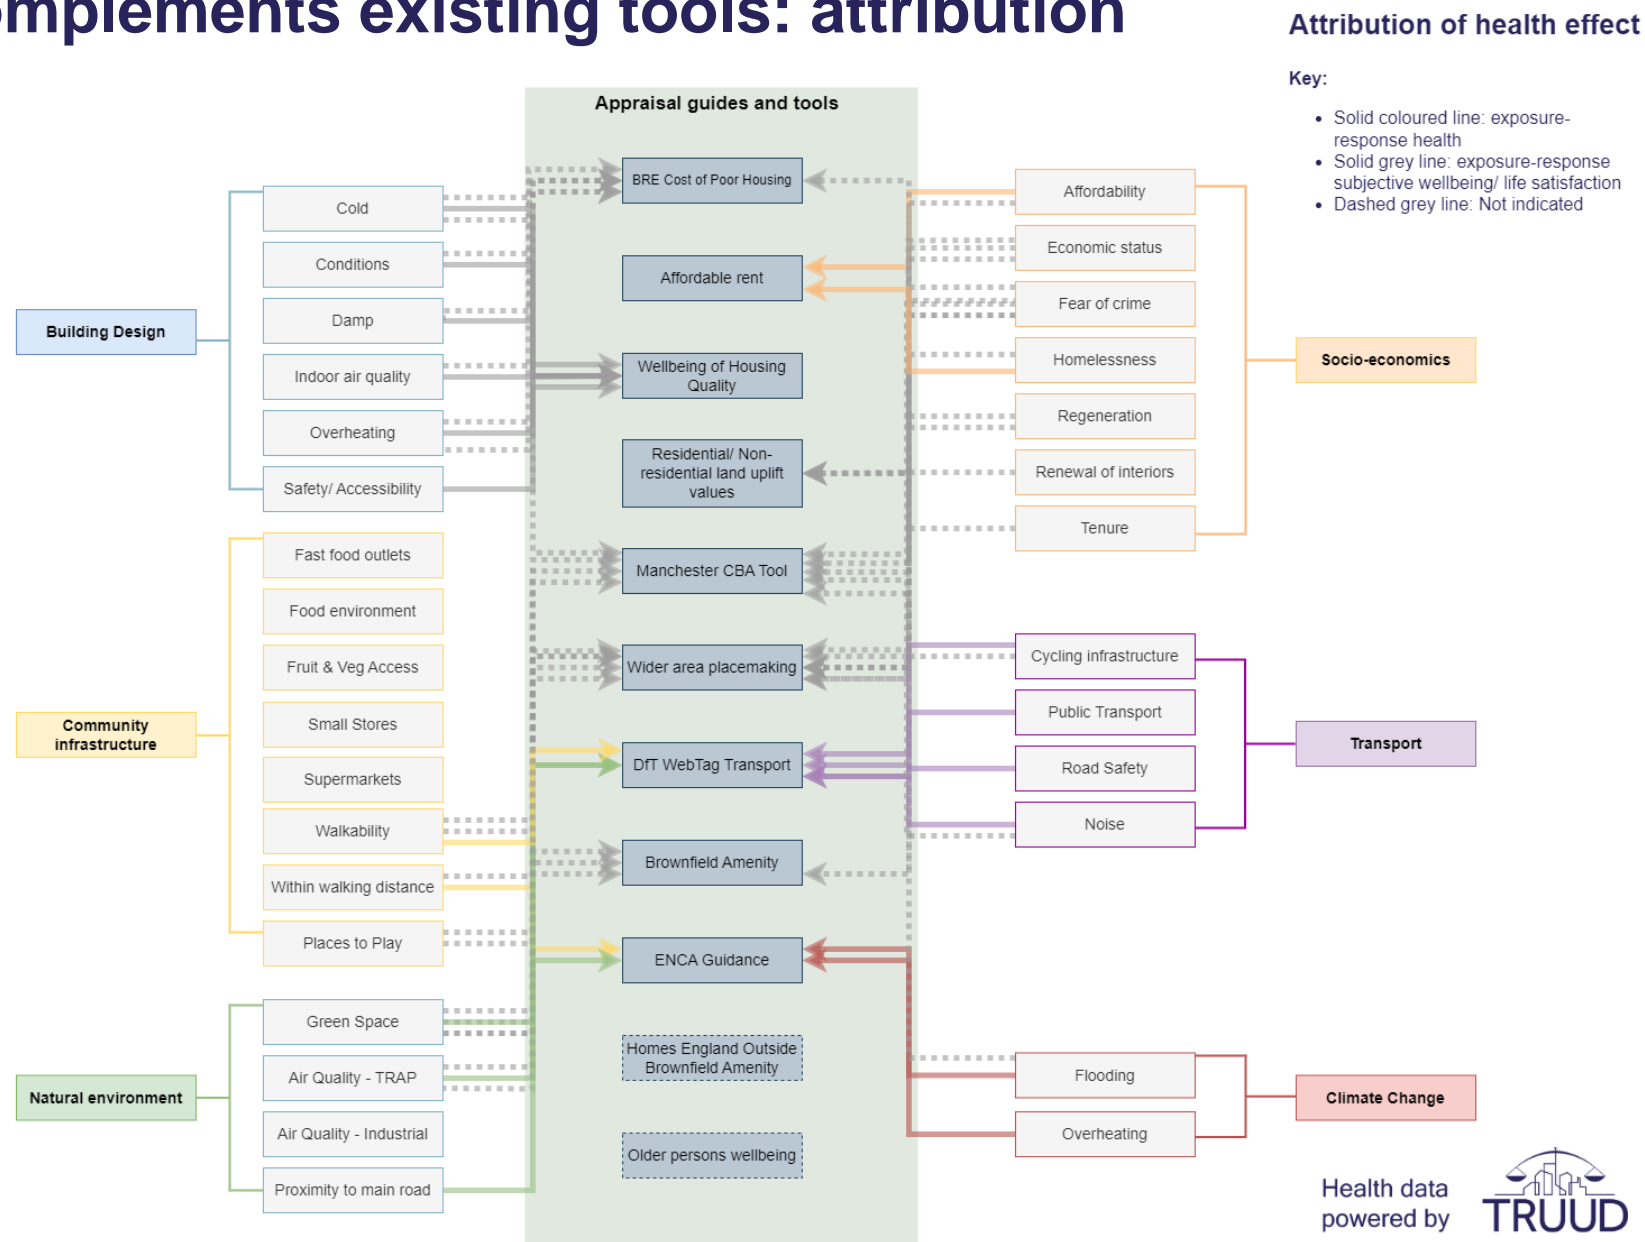 omplements existing tools: attribution
Attribution of health effect
Key:
• Solid coloured line: exposure-
response health
• Solid grey line: exposure-response
subjective wellbeing/ life satisfaction
• Dashed grey line: Not indicated
Appraisal guides and tools
Building Design
Cold
Conditions
Damp
Indoor air quality
Overheating
Safety/ Accessibility
Community
infrastructure
Fast food outlets
Food environment
Fruit & Veg Access
Small Stores
Supermarkets
Walkability
Within walking distance
Places to Play
Natural environment
Green Space
Air Quality - TRAP
Air Quality - Industrial
Proximity to main road
BRE Cost of Poor Housing
Affordable rent
Wellbeing of Housing
Quality
Residential/ Non-
residential land uplift
values
Manchester CBA Tool
Wider area placemaking
DfT WebTag Transport
Brownfield Amenity
ENCA Guidance
Homes England Outside
Brownfield Amenity
Older persons wellbeing
Affordability
Economic status
Fear of crime
Homelessness
Regeneration
Renewal of interiors
Tenure
Socio-economics
Cycling infrastructure
Public Transport
Road Safety
Noise
Transport
Flooding
Overheating
Climate Change
Health data
powered by
TRUUD